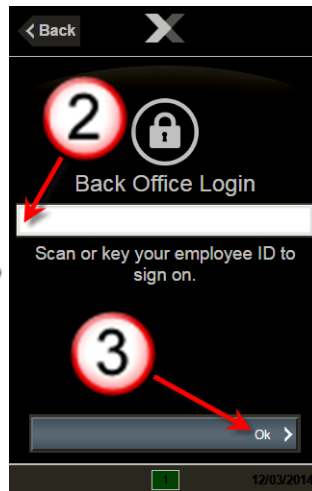 Back
X
2
Back Office Login
Scan or key your employee ID to
sign on.
3
Ok
1
12/03/2014